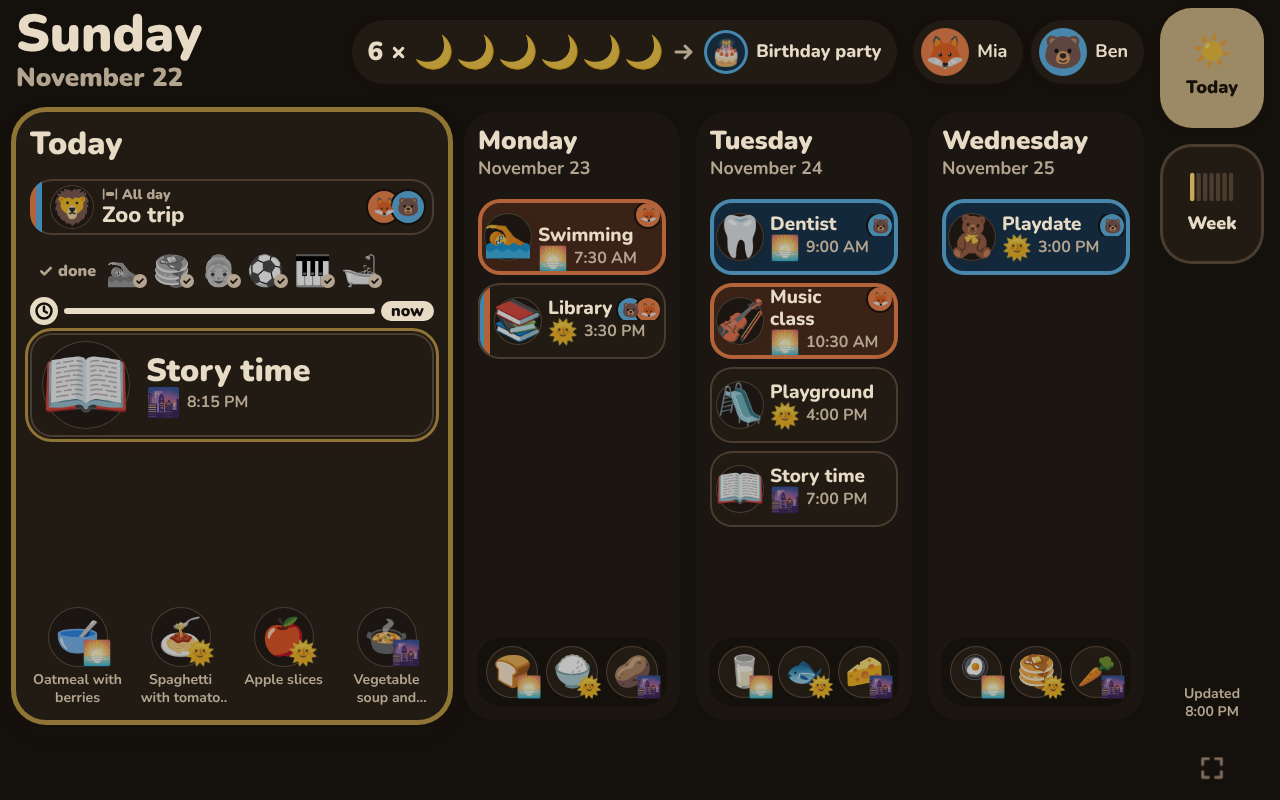 Sunday
November 22
6 ×
Birthday party
Mia
Ben
Today
Week
Today
All day
Zoo trip
done
now
Story time
8:15 PM
Oatmeal with
berries
Spaghetti
with tomato..
Apple slices
Vegetable
soup and...
Monday
November 23
Swimming
7:30 AM
Library
3:30 PM
Tuesday
November 24
Dentist
9:00 AM
Music
class
10:30 AM
Playground
4:00 PM
Story time
7:00 PM
Wednesday
November 25
Playdate
3:00 PM
Updated
8:00 PM